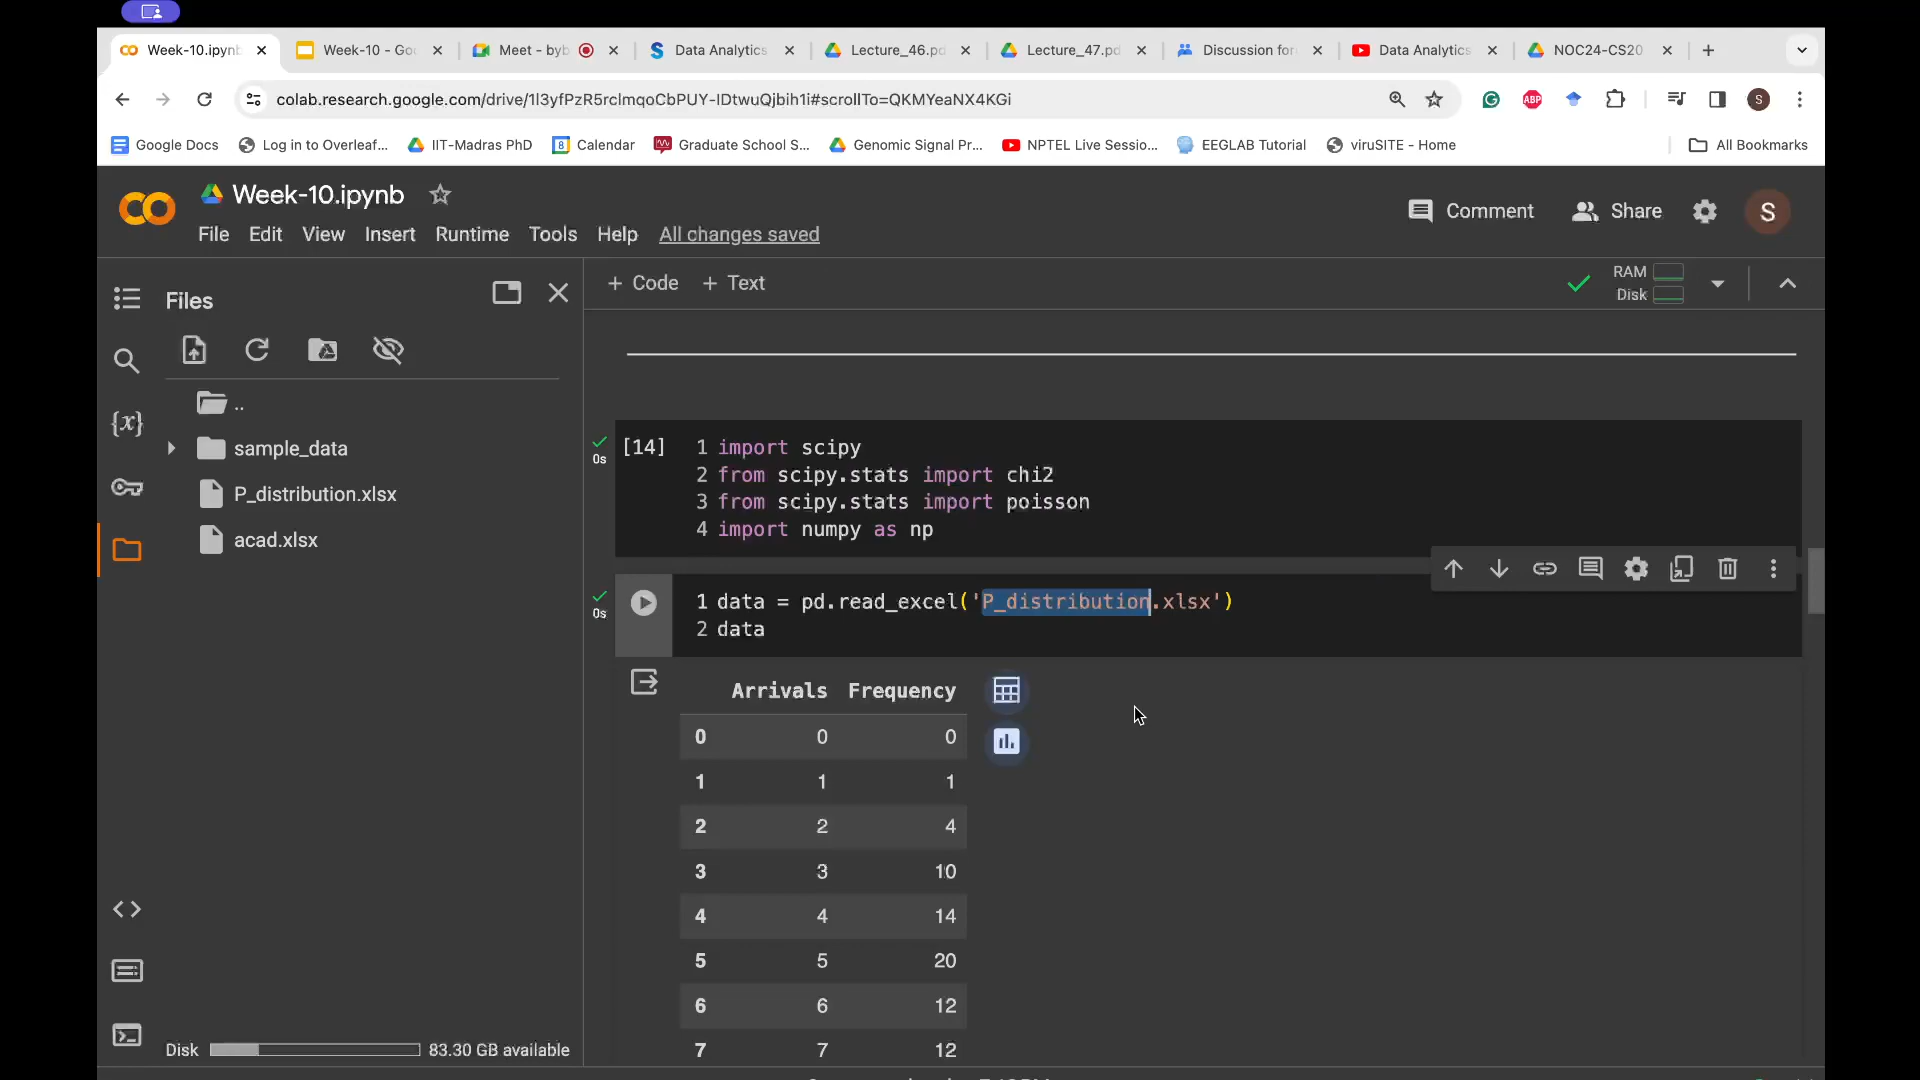 Week-10.ipynb
Week-10 - Goo
Meet - byb
Data Analytics
Lecture_46.pd
Lecture_47.pd
Discussion for
Data Analytics
NOC24-CS20
colab.research.google.com/drive/1l3yfPzR5rclmqoCbPUY-IDtwuQjbih1i#scrollTo=QKMYeaNX4KGi
ABP
S
Google Docs
Log in to Overleaf...
IIT-Madras PhD
8
Calendar
Graduate School S...
Genomic Signal Pr...
NPTEL Live Sessio...
EEGLAB Tutorial
viruSITE - Home
All Bookmarks
Week-10.ipynb
Comment
Share
S
File Edit View Insert Runtime Tools Help All changes saved
Files
+ Code + Text
RAM
Disk
..
sample_data
P_distribution.xlsx
acad.xlsx
{x}
0s
[14]
1 import scipy
2 from scipy.stats import chi2
3 from scipy.stats import poisson
4 import numpy as np
0s
1 data = pd.read_excel('P_distribution.xlsx')
2 data
Arrivals Frequency
0 0 0
1 1 1
2 2 4
3 3 10
4 4 14
5 5 20
6 6 12
7 7 12
Disk
83.30 GB available